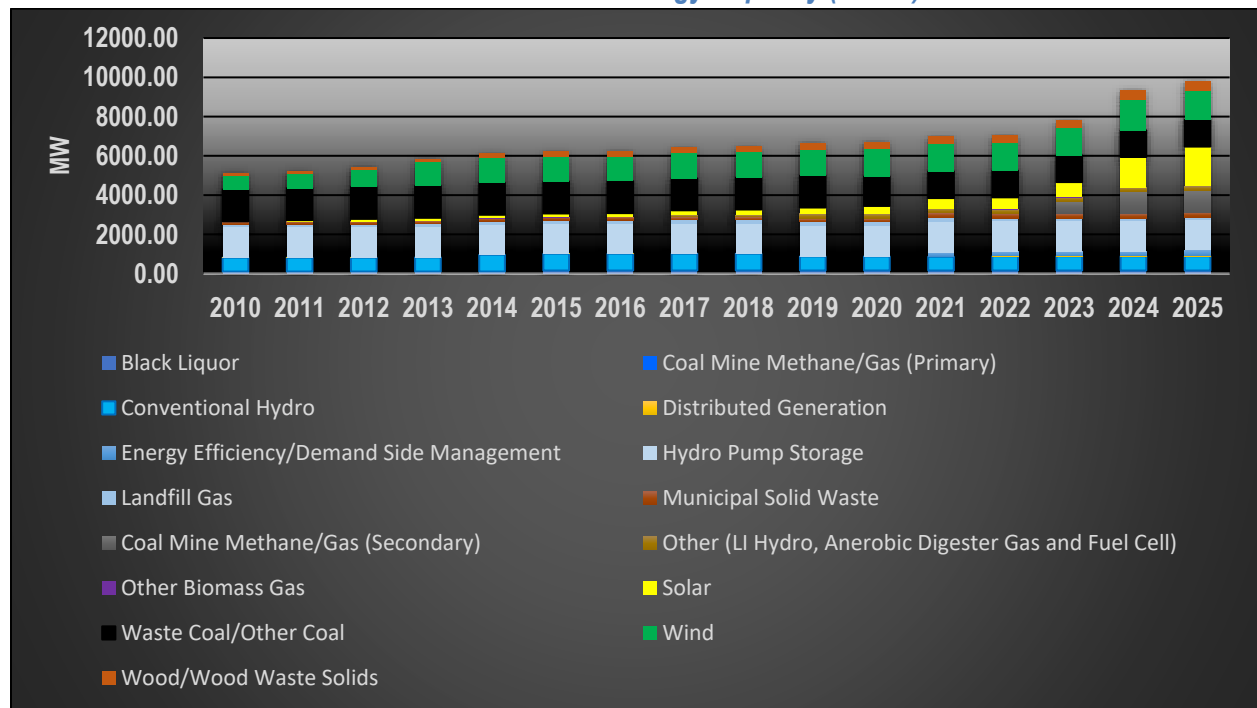 12000.00
10000.00
8000.00
6000.00
4000.00
2000.00
0.00
MW
2010 2011 2012 2013 2014 2015 2016 2017 2018 2019 2020 2021 2022 2023 2024 2025
Black Liquor
Coal Mine Methane/Gas (Primary)
Conventional Hydro
Distributed Generation
Energy Efficiency/Demand Side Management
Hydro Pump Storage
Landfill Gas
Municipal Solid Waste
Coal Mine Methane/Gas (Secondary)
Other (LI Hydro, Anerobic Digester Gas and Fuel Cell)
Other Biomass Gas
Solar
Waste Coal/Other Coal
Wind
Wood/Wood Waste Solids